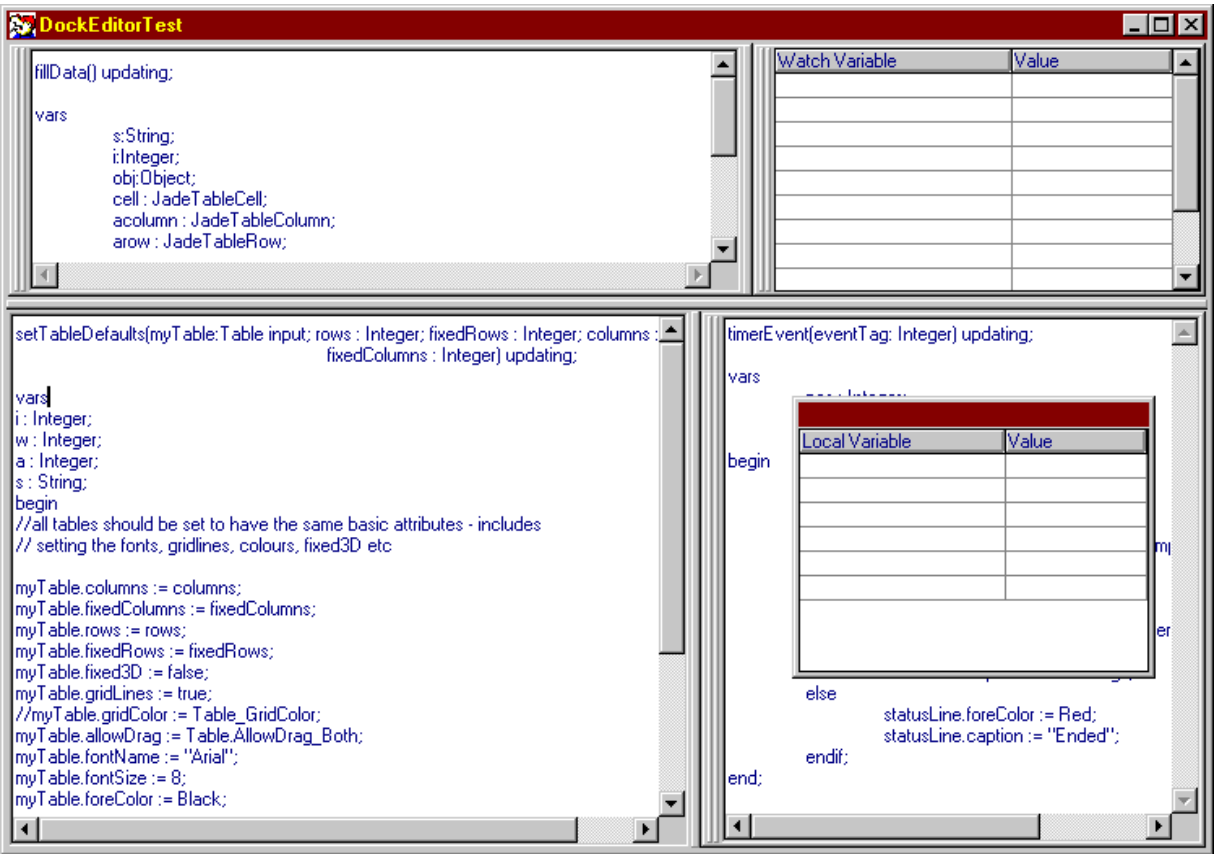 DockEditorTest
fillData() updating;
vars
s:String;
i:Integer;
obj:Object;
cell : JadeTableCell;
acolumn : JadeTableColumn;
arow : JadeTableRow;
Watch Variable Value
setTableDefaults(myTable:Table input; rows : Integer; fixedRows : Integer; columns :
fixedColumns : Integer) updating;
vars
i : Integer;
w : Integer;
a : Integer;
s : String;
begin
//all tables should be set to have the same basic attributes - includes
// setting the fonts, gridlines, colours, fixed3D etc
myTable.columns := columns;
myTable.fixedColumns := fixedColumns;
myTable.rows := rows;
myTable.fixedRows := fixedRows;
myTable.fixed3D := false;
myTable.gridLines := true;
//myTable.gridColor := Table_GridColor;
myTable.allowDrag := Table.AllowDrag_Both;
myTable.fontName := "Arial";
myTable.fontSize := 8;
myTable.foreColor := Black;
timerEvent(eventTag: Integer) updating;
vars
begin
Local Variable Value
else
statusLine.foreColor := Red;
statusLine.caption := "Ended";
endif;
end;